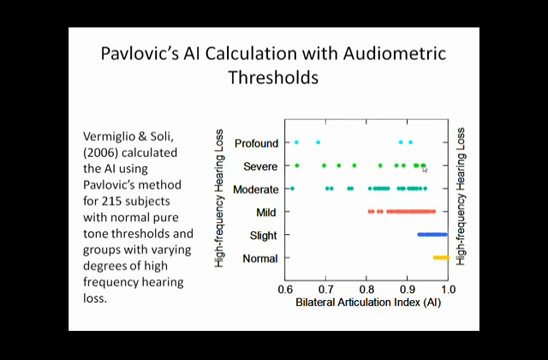 Pavlovic's AI Calculation with Audiometric
Thresholds
Vermiglio & Soli,
(2006) calculated
the AI using
Pavlovic's method
for 215 subjects
with normal pure
tone thresholds and
groups with varying
degrees of high
frequency hearing
loss.
High-frequency Hearing Loss
Profound
Severe
Moderate
Mild
Slight
Normal
0.6 0.7 0.8 0.9 1.0
Bilateral Articulation Index (AI)
High-frequency Hearing Loss